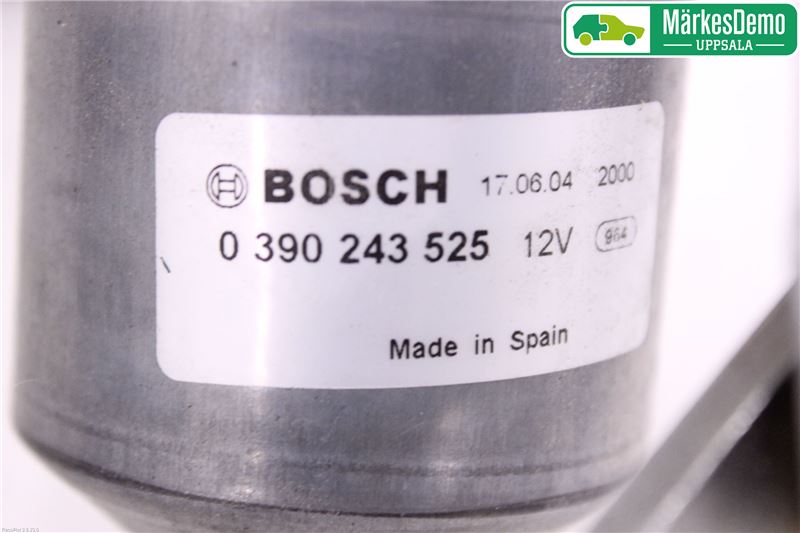 MärkesDemo
UPPSALA
BOSCH 17.06.04 2000
0 390 243 525 12V 964
Made in Spain